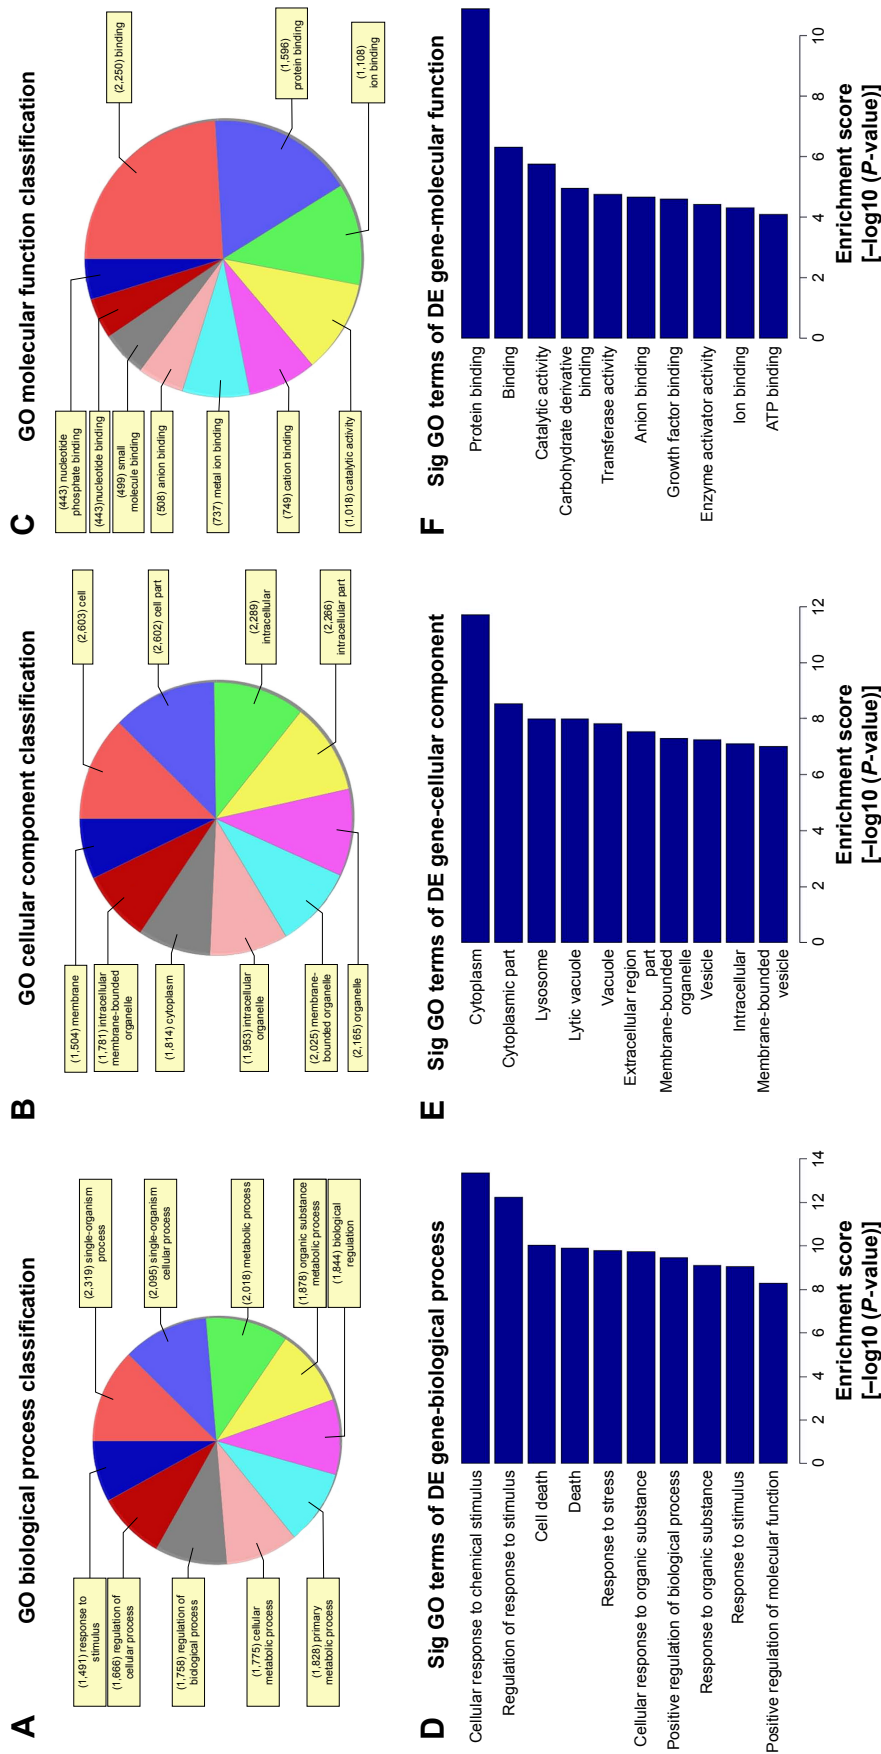 A
GO biological process classification
(2,319) single-organism
process
(2,095) single-organism
cellular process
(2,018) metabolic process
(1,878) organic substance
metabolic process
(1,844) biological
regulation
(1,491) response to
stimulus
(1,666) regulation of
cellular process
(1,758) regulation of
biological process
(1,775) cellular
metabolic process
(1,828) primary
metabolic process
B
GO cellular component classification
(2,603) cell
(2,602) cell part
(2,289)
intracellular
(2,266)
intracellular part
(1,504) membrane
(1,781) intracellular
membrane-bounded
organelle
(1,814) cytoplasm
(1,953) intracellular
organelle
(2,025) membrane-
bounded organelle
(2,165) organelle
C
GO molecular function classification
(2,250) binding
(1,596)
protein binding
(1,108)
ion binding
(443) nucleotide
phosphate binding
(443)nucleotide binding
(499) small
molecule binding
(508) anion binding
(737) metal ion binding
(749) cation binding
(1,018) catalytic activity
D
Sig GO terms of DE gene-biological process
Cellular response to chemical stimulus
Regulation of response to stimulus
Cell death
Death
Response to stress
Cellular response to organic substance
Positive regulation of biological process
Response to organic substance
Response to stimulus
Positive regulation of molecular function
0 2 4 6 8 10 12 14
Enrichment score
[–log10 (P-value)]
E
Sig GO terms of DE gene-cellular component
Cytoplasm
Cytoplasmic part
Lysosome
Lytic vacuole
Vacuole
Extracellular region
part
Membrane-bounded
organelle
Vesicle
Intracellular
Membrane-bounded
vesicle
0 2 4 6 8 10 12
Enrichment score
[–log10 (P-value)]
F
Sig GO terms of DE gene-molecular function
Protein binding
Binding
Catalytic activity
Carbohydrate derivative
binding
Transferase activity
Anion binding
Growth factor binding
Enzyme activator activity
Ion binding
ATP binding
0 2 4 6 8 10
Enrichment score
[–log10 (P-value)]